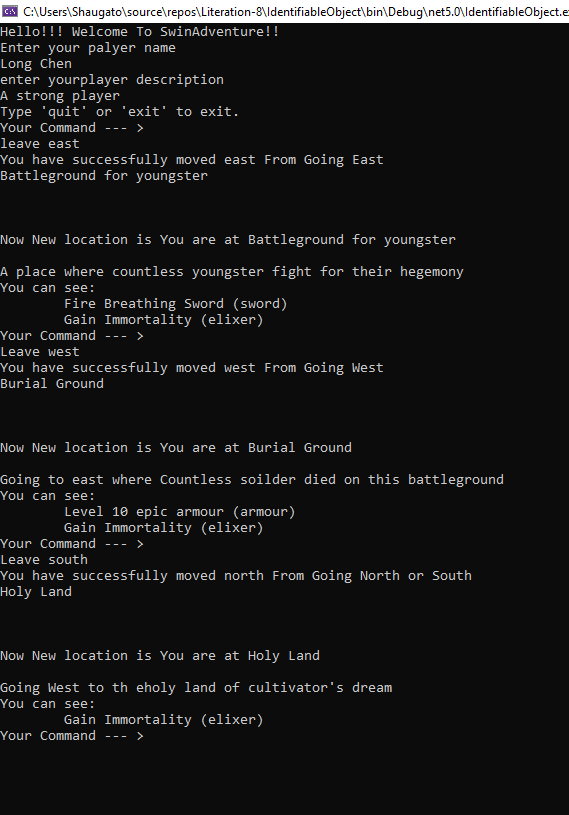 C:\Users\Shaugato\source\repos\Literation-8\IdentifiableObject\bin\Debug\net5.0\IdentifiableObject.e
Hello!!! Welcome To SwinAdventure!!
Enter your palyer name
Long Chen
enter yourplayer description
A strong player
Type 'quit' or 'exit' to exit.
Your Command --- >
leave east
You have successfully moved east From Going East
Battleground for youngster
Now New location is You are at Battleground for youngster
A place where countless youngster fight for their hegemony
You can see:
Fire Breathing Sword (sword)
Gain Immortality (elixer)
Your Command --- >
Leave west
You have successfully moved west From Going West
Burial Ground
Now New location is You are at Burial Ground
Going to east where Countless soilder died on this battleground
You can see:
Level 10 epic armour (armour)
Gain Immortality (elixer)
Your Command --- >
Leave south
You have successfully moved north From Going North or South
Holy Land
Now New location is You are at Holy Land
Going West to th eholy land of cultivator's dream
You can see:
Gain Immortality (elixer)
Your Command --- >